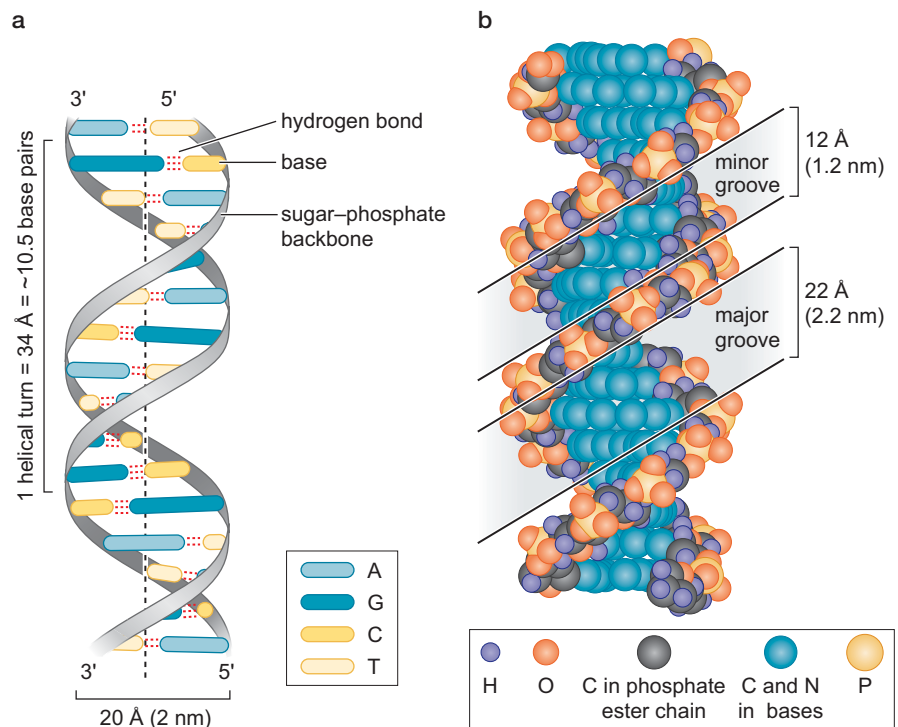 a
3'
5'
hydrogen bond
base
sugar–phosphate
backbone
1 helical turn = 34 Å = ~10.5 base pairs
A
G
C
T
3'
5'
20 Å (2 nm)
b
12 Å
(1.2 nm)
minor
groove
22 Å
(2.2 nm)
major
groove
H
O
C in phosphate
ester chain
C and N
in bases
P